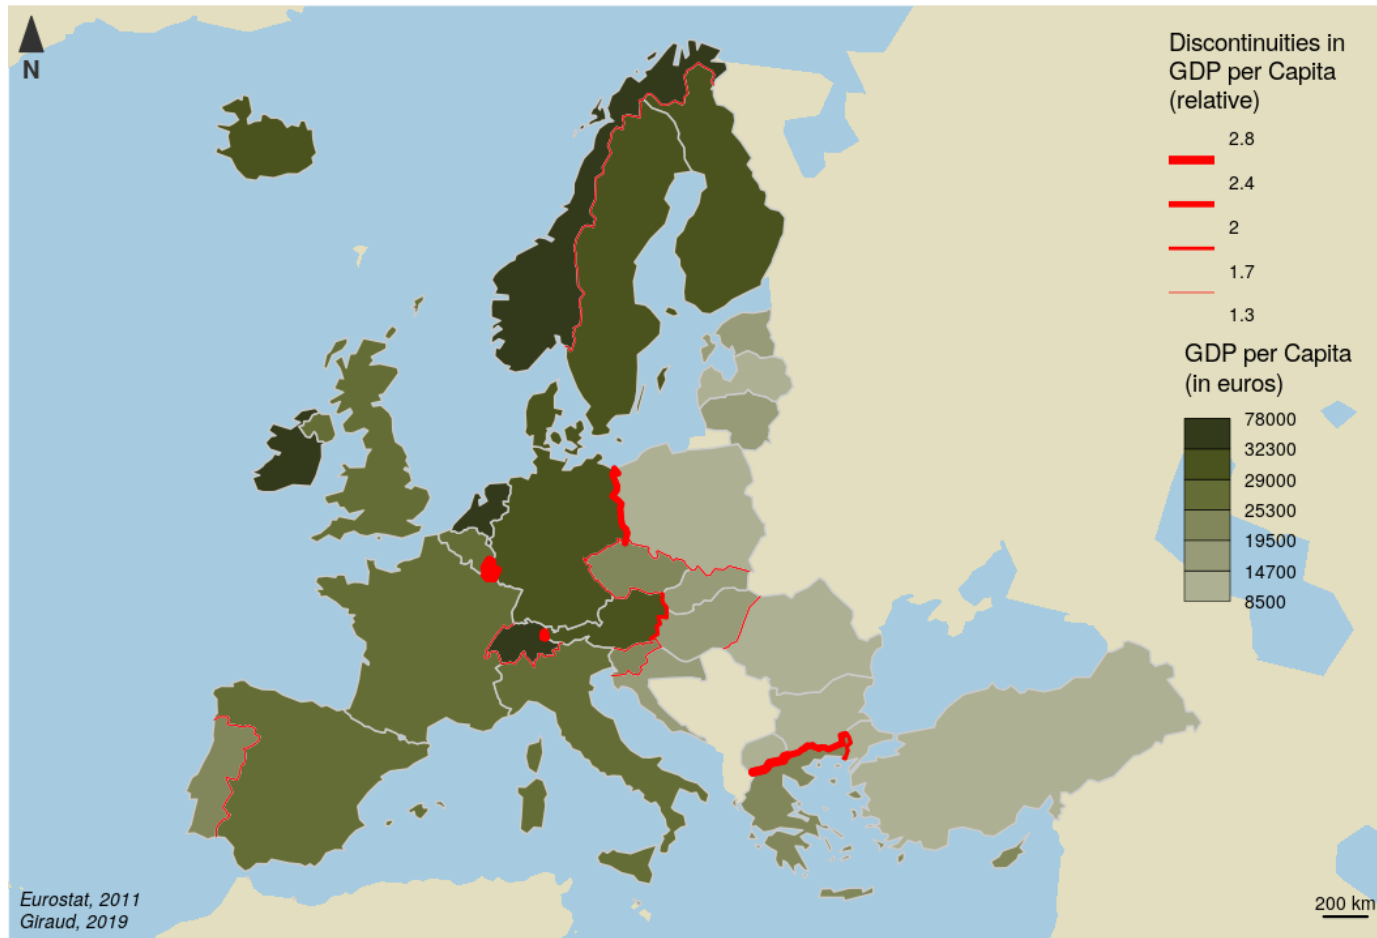 N
Discontinuities in
GDP per Capita
(relative)
2.8
2.4
2
1.7
1.3
GDP per Capita
(in euros)
78000
32300
29000
25300
19500
14700
8500
Eurostat, 2011
Giraud, 2019
200 km